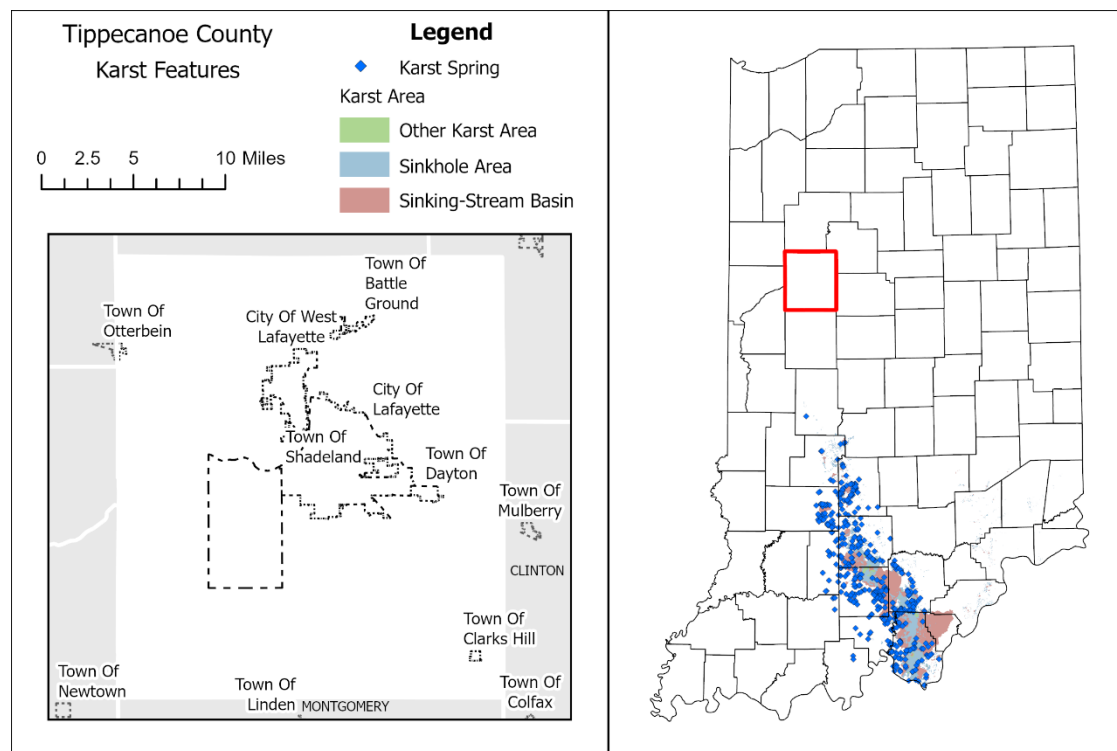 Tippecanoe County
Karst Features
0 2.5 5 10 Miles
Legend
Karst Spring
Karst Area
Other Karst Area
Sinkhole Area
Sinking-Stream Basin
Town Of
Battle
Ground
Town Of
Otterbein
City Of West
Lafayette
City Of
Lafayette
Town Of
Shadeland
Town Of
Dayton
Town Of
Mulberry
CLINTON
Town Of
Clarks Hill
Town Of
Newtown
Town Of
Linden
MONTGOMERY
Town Of
Colfax